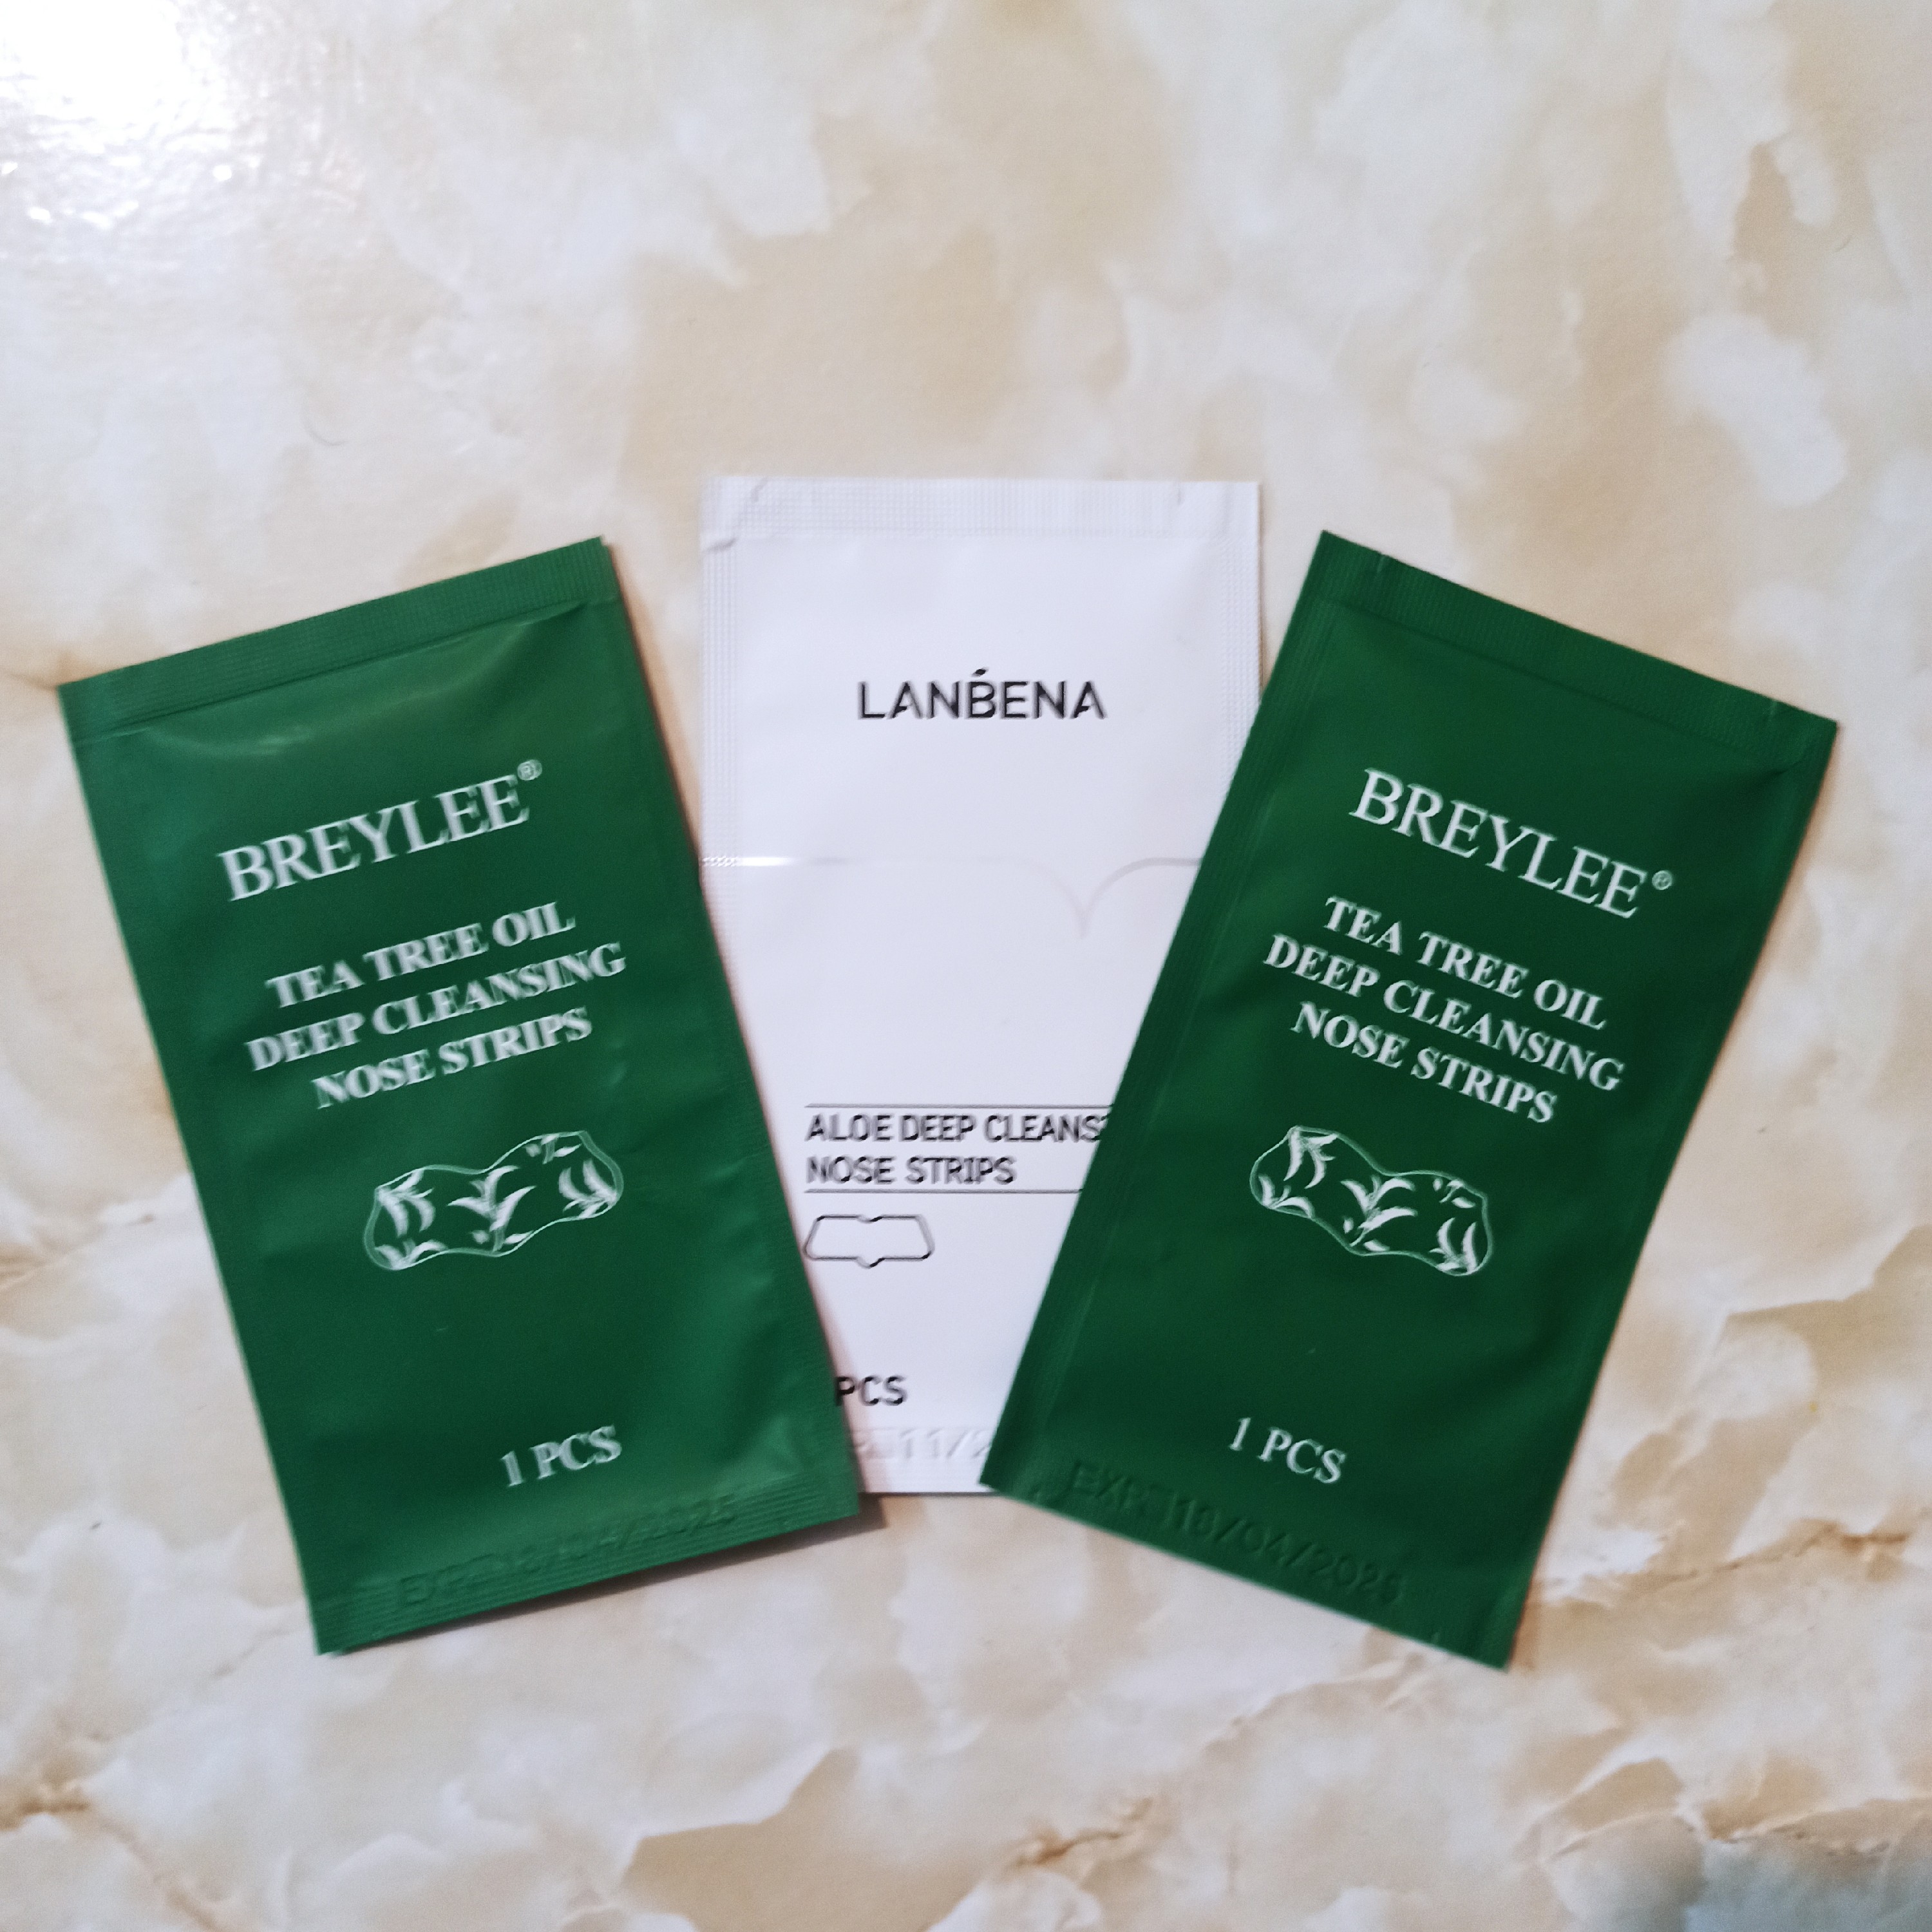 BREYLEE®
TEA TREE OIL
DEEP CLEANSING
NOSE STRIPS
1 PCS
LANBENA
ALOE DEEP CLEANS
NOSE STRIPS
PCS
BREYLEE®
TEA TREE OIL
DEEP CLEANSING
NOSE STRIPS
1 PCS